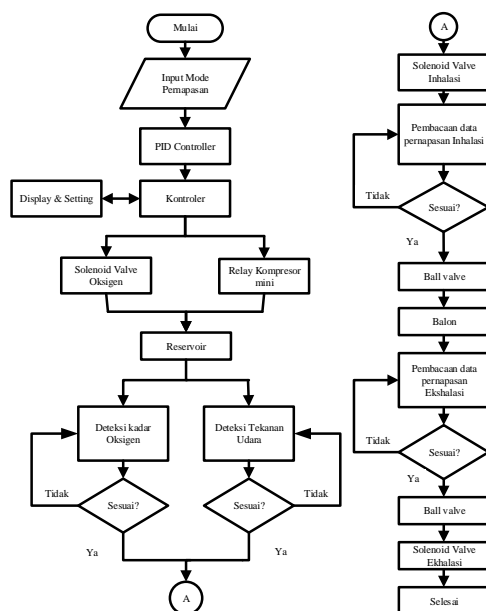 Mulai
Input Mode
Pernapasan
PID Controller
Display & Setting
Kontroler
Solenoid Valve
Oksigen
Relay Kompresor
mini
Reservoir
Deteksi kadar
Oksigen
Deteksi Tekanan
Udara
Tidak
Sesuai?
Sesuai?
Tidak
Ya
Ya
A
A
Solenoid Valve
Inhalasi
Pembacaan data
pernapasan Inhalasi
Tidak
Sesuai?
Ya
Ball valve
Balon
Pembacaan data
pernapasan
Ekshalasi
Tidak
Sesuai?
Ya
Ball valve
Solenoid Valve
Ekhalasi
Selesai